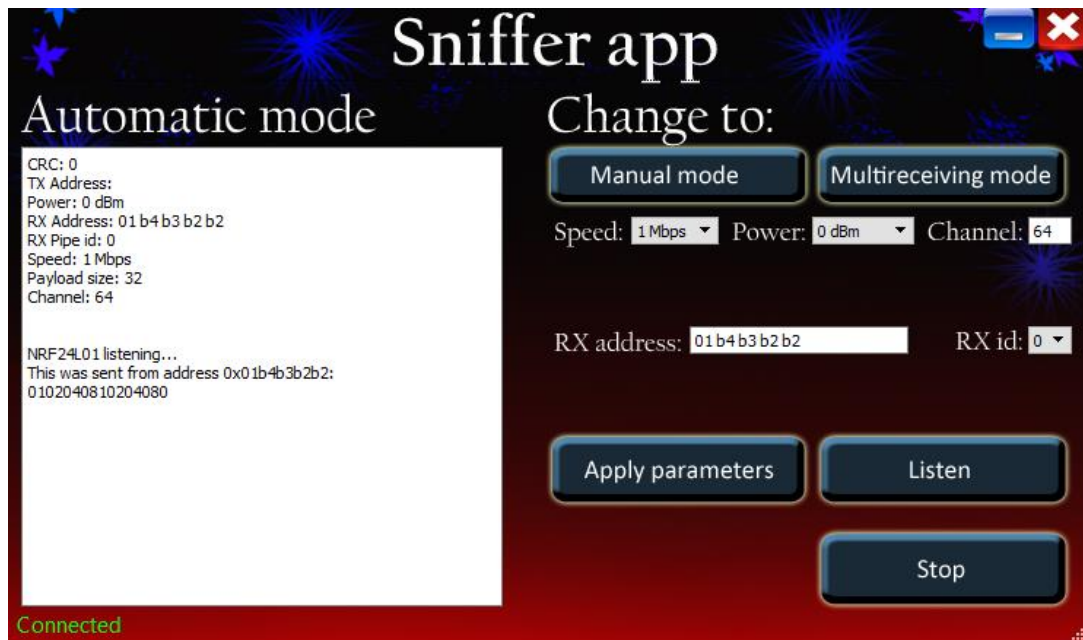 Sniffer app
Automatic mode
CRC: 0
TX Address:
Power: 0 dBm
RX Address: 01 b4 b3 b2 b2
RX Pipe id: 0
Speed: 1 Mbps
Payload size: 32
Channel: 64
NRF24L01 listening...
This was sent from address 0x01b4b3b2b2:
0102040810204080
Connected
Change to:
Manual mode
Multireceiving mode
Speed: 1 Mbps Power: 0 dBm Channel: 64
RX address: 01 b4 b3 b2 b2 RX id: 0
Apply parameters
Listen
Stop